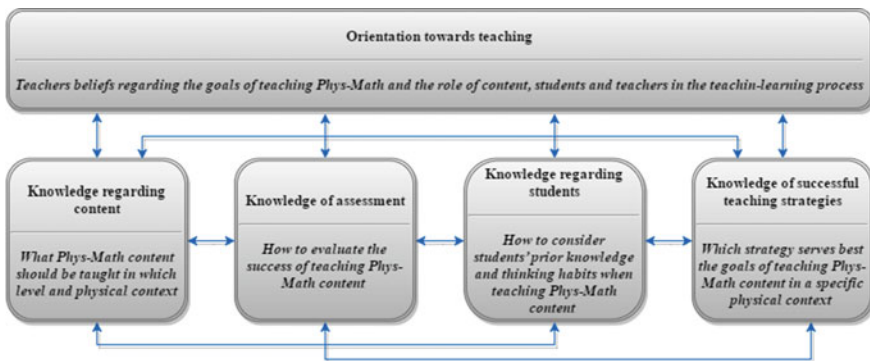 Orientation towards teaching
Teachers beliefs regarding the goals of teaching Phys-Math and the role of content, students and teachers in the teachin-learning process
Knowledge regarding
content
What Phys-Math content
should be taught in which
level and physical context
Knowledge of assessment
How to evaluate the
success of teaching Phys-
Math content
Knowledge regarding
students
How to consider
students' prior knowledge
and thinking habits when
teaching Phys-Math
content
Knowledge of successful
teaching strategies
Which strategy serves best
the goals of teaching Phys-
Math content in a specific
physical context